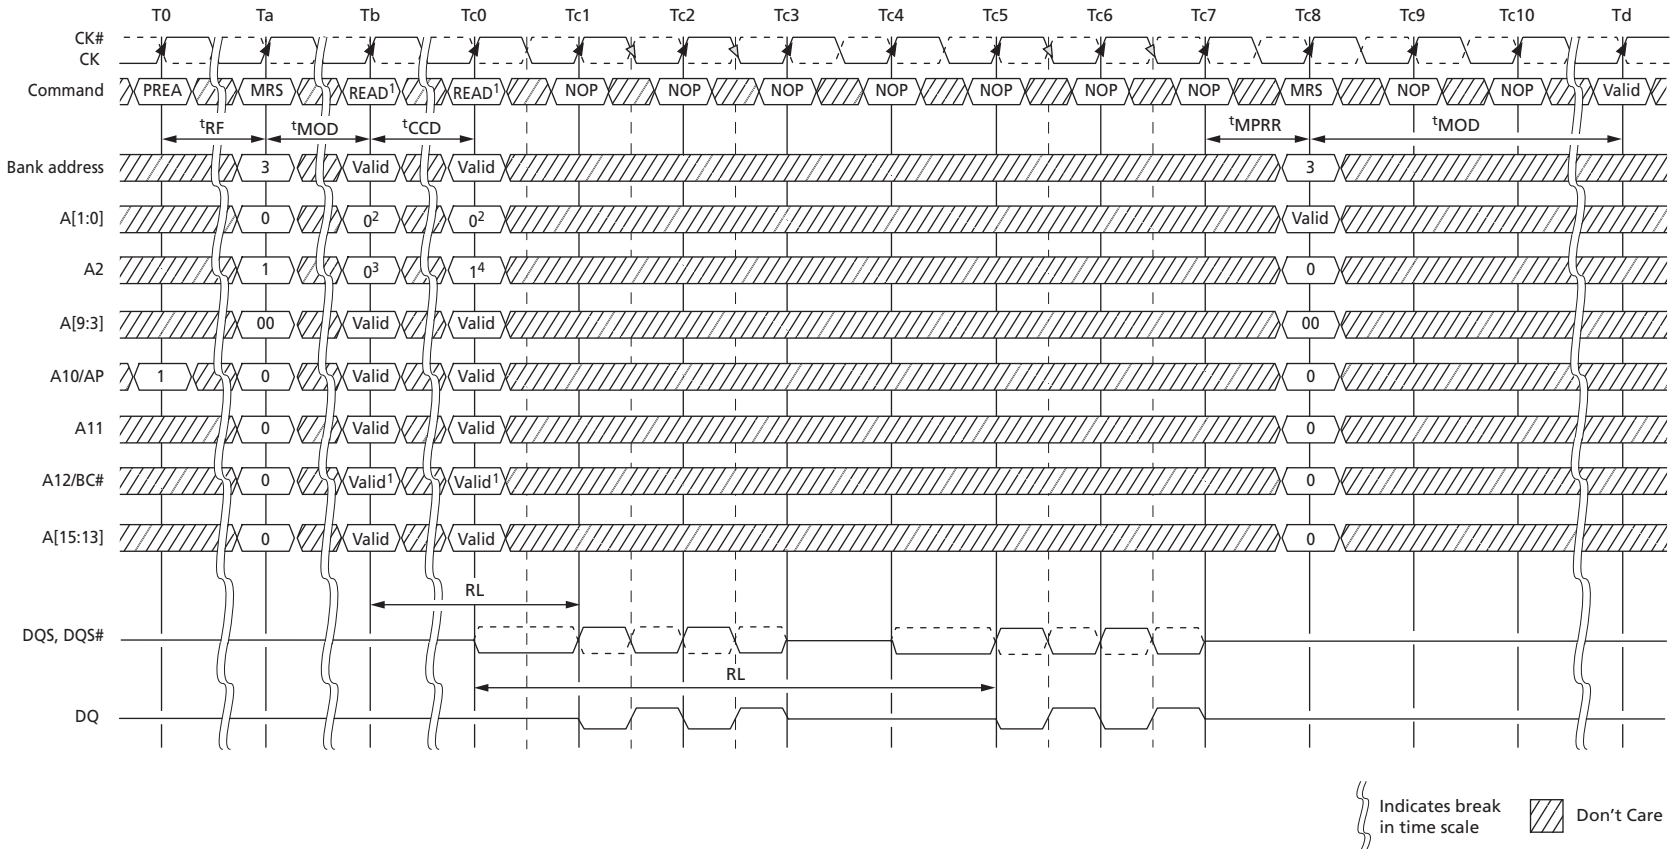 T0 Ta Tb Tc0 Tc1 Tc2 Tc3 Tc4 Tc5 Tc6 Tc7 Tc8 Tc9 Tc10 Td
CK#
CK
Command PREA MRS READ1 READ1 NOP NOP NOP NOP NOP NOP NOP MRS NOP NOP Valid
tRF tMOD tCCD tMPRR tMOD
Bank address 3 Valid Valid 3
A[1:0] 0 0² 0² Valid
A2 1 0³ 1⁴ 0
A[9:3] 00 Valid Valid 00
A10/AP 1 0 Valid Valid 0
A11 0 Valid Valid 0
A12/BC# 0 Valid¹ Valid¹ 0
A[15:13] 0 Valid Valid 0
RL
DQS, DQS#
RL
DQ
Indicates break
in time scale
Don't Care